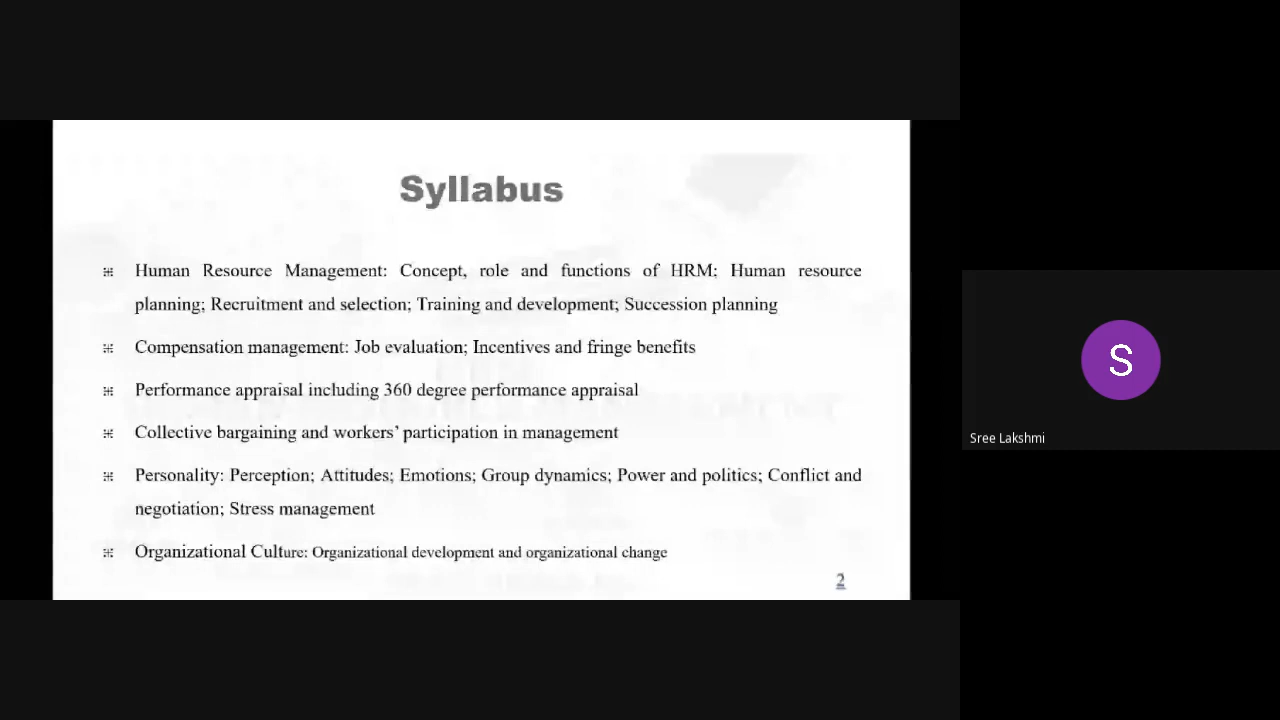 Syllabus
Human Resource Management: Concept, role and functions of HRM: Human resource
planning; Recruitment and selection; Training and development; Succession planning
Compensation management: Job evaluation; Incentives and fringe benefits
Performance appraisal including 360 degree performance appraisal
Collective bargaining and workers’ participation in management
Personality: Perception; Attitudes; Emotions; Group dynamics; Power and politics; Conflict and
negotiation; Stress management
Organizational Culture: Organizational development and organizational change
2
S
Sree Lakshmi